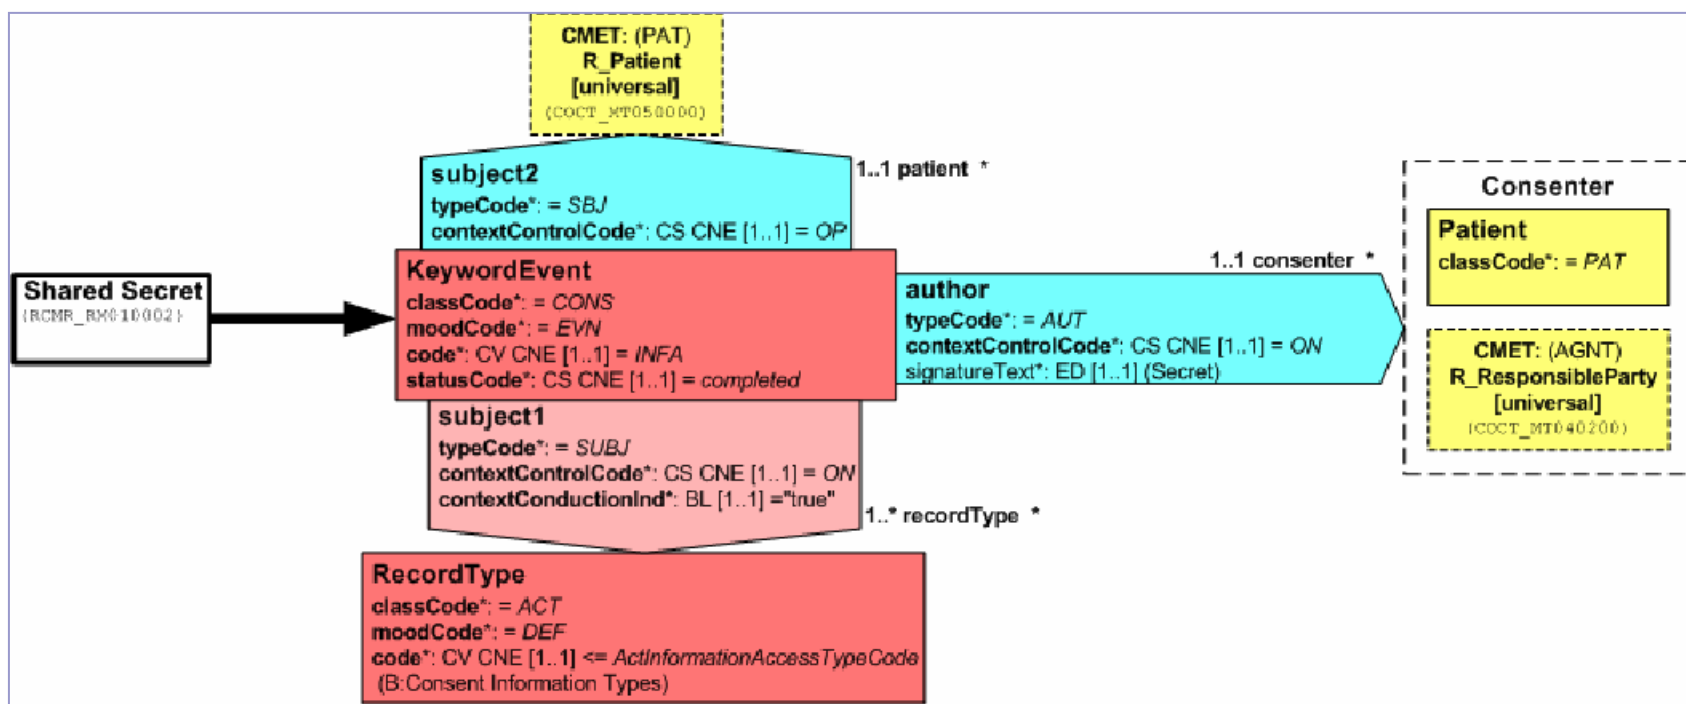 CMET: (PAT)
R_Patient
[universal]
(COCT_MT050000)
subject2
typeCode*: = SBJ
contextControlCode*: CS CNE [1..1] = OP
1..1 patient *
Shared Secret
(RCMR_RM010002)
KeywordEvent
classCode*: = CONS
moodCode*: = EVN
code*: CV CNE [1..1] = INFA
statusCode*: CS CNE [1..1] = completed
1..1 consenter *
author
typeCode*: = AUT
contextControlCode*: CS CNE [1..1] = ON
signatureText*: ED [1..1] (Secret)
Consenter
Patient
classCode*: = PAT
CMET: (AGNT)
R_ResponsibleParty
[universal]
(COCT_MT040200)
subject1
typeCode*: = SUBJ
contextControlCode*: CS CNE [1..1] = ON
contextConductionInd*: BL [1..1] ="true"
1..* recordType *
RecordType
classCode*: = ACT
moodCode*: = DEF
code*: CV CNE [1..1] <= ActInformationAccessTypeCode
(B:Consent Information Types)